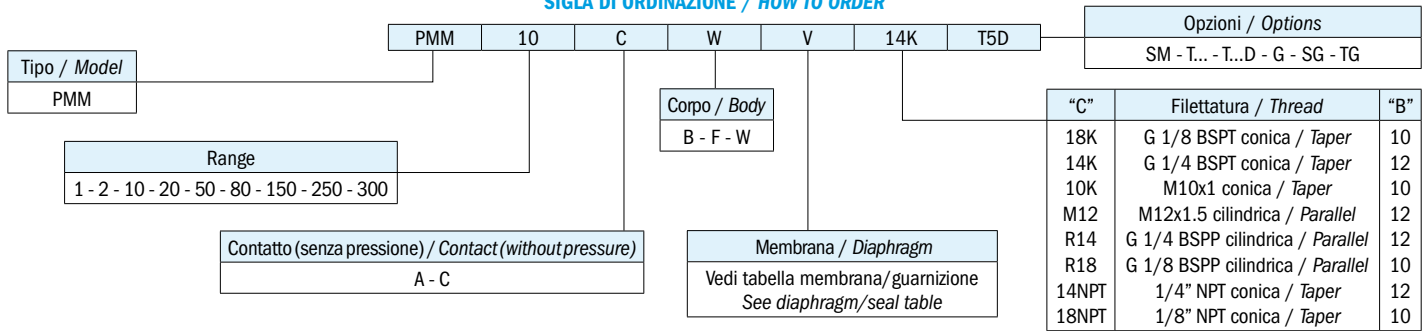 SIGLA DI ORDINAZIONE / HOW TO ORDER
PMM 10 C W V 14K T5D
Opzioni / Options
SM - T... - T...D - G - SG - TG
Tipo / Model
PMM
Corpo / Body
B - F - W
Range
1 - 2 - 10 - 20 - 50 - 80 - 150 - 250 - 300
Contatto (senza pressione) / Contact (without pressure)
A - C
Membrana / Diaphragm
Vedi tabella membrana/guarnizione
See diaphragm/seal table
“C” Filettatura / Thread “B”
18K G 1/8 BSPT conica / Taper 10
14K G 1/4 BSPT conica / Taper 12
10K M10x1 conica / Taper 10
M12 M12x1.5 cilindrica / Parallel 12
R14 G 1/4 BSPP cilindrica / Parallel 12
R18 G 1/8 BSPP cilindrica / Parallel 10
14NPT 1/4” NPT conica / Taper 12
18NPT 1/8” NPT conica / Taper 10